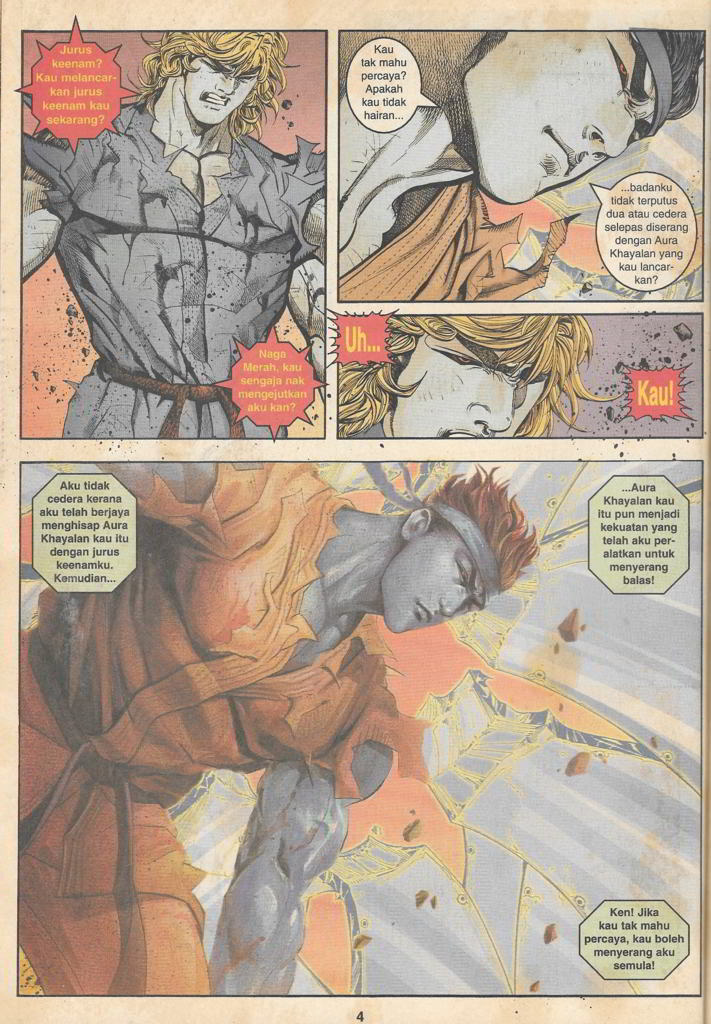 Jurus
keenam?
Kau melancar-
kan jurus
keenam kau
sekarang?
Naga
Merah, kau
sengaja nak
mengejutkan
aku kan?
Kau
tak mahu
percaya?
Apakah
kau tidak
hairan...
...badanku
tidak terputus
dua atau cedera
selepas diserang
dengan Aura
Khayalan yang
kau lancar-
kan?
Uh...
Kau!
Aku tidak
cedera kerana
aku telah berjaya
menghisap Aura
Khayalan kau itu
dengan jurus
keenamku.
Kemudian...
...Aura
Khayalan kau
itu pun menjadi
kekuatan yang
telah aku per-
alatkan untuk
menyerang
balas!
Ken! Jika
kau tak mahu
percaya, kau boleh
menyerang aku
semula!
4